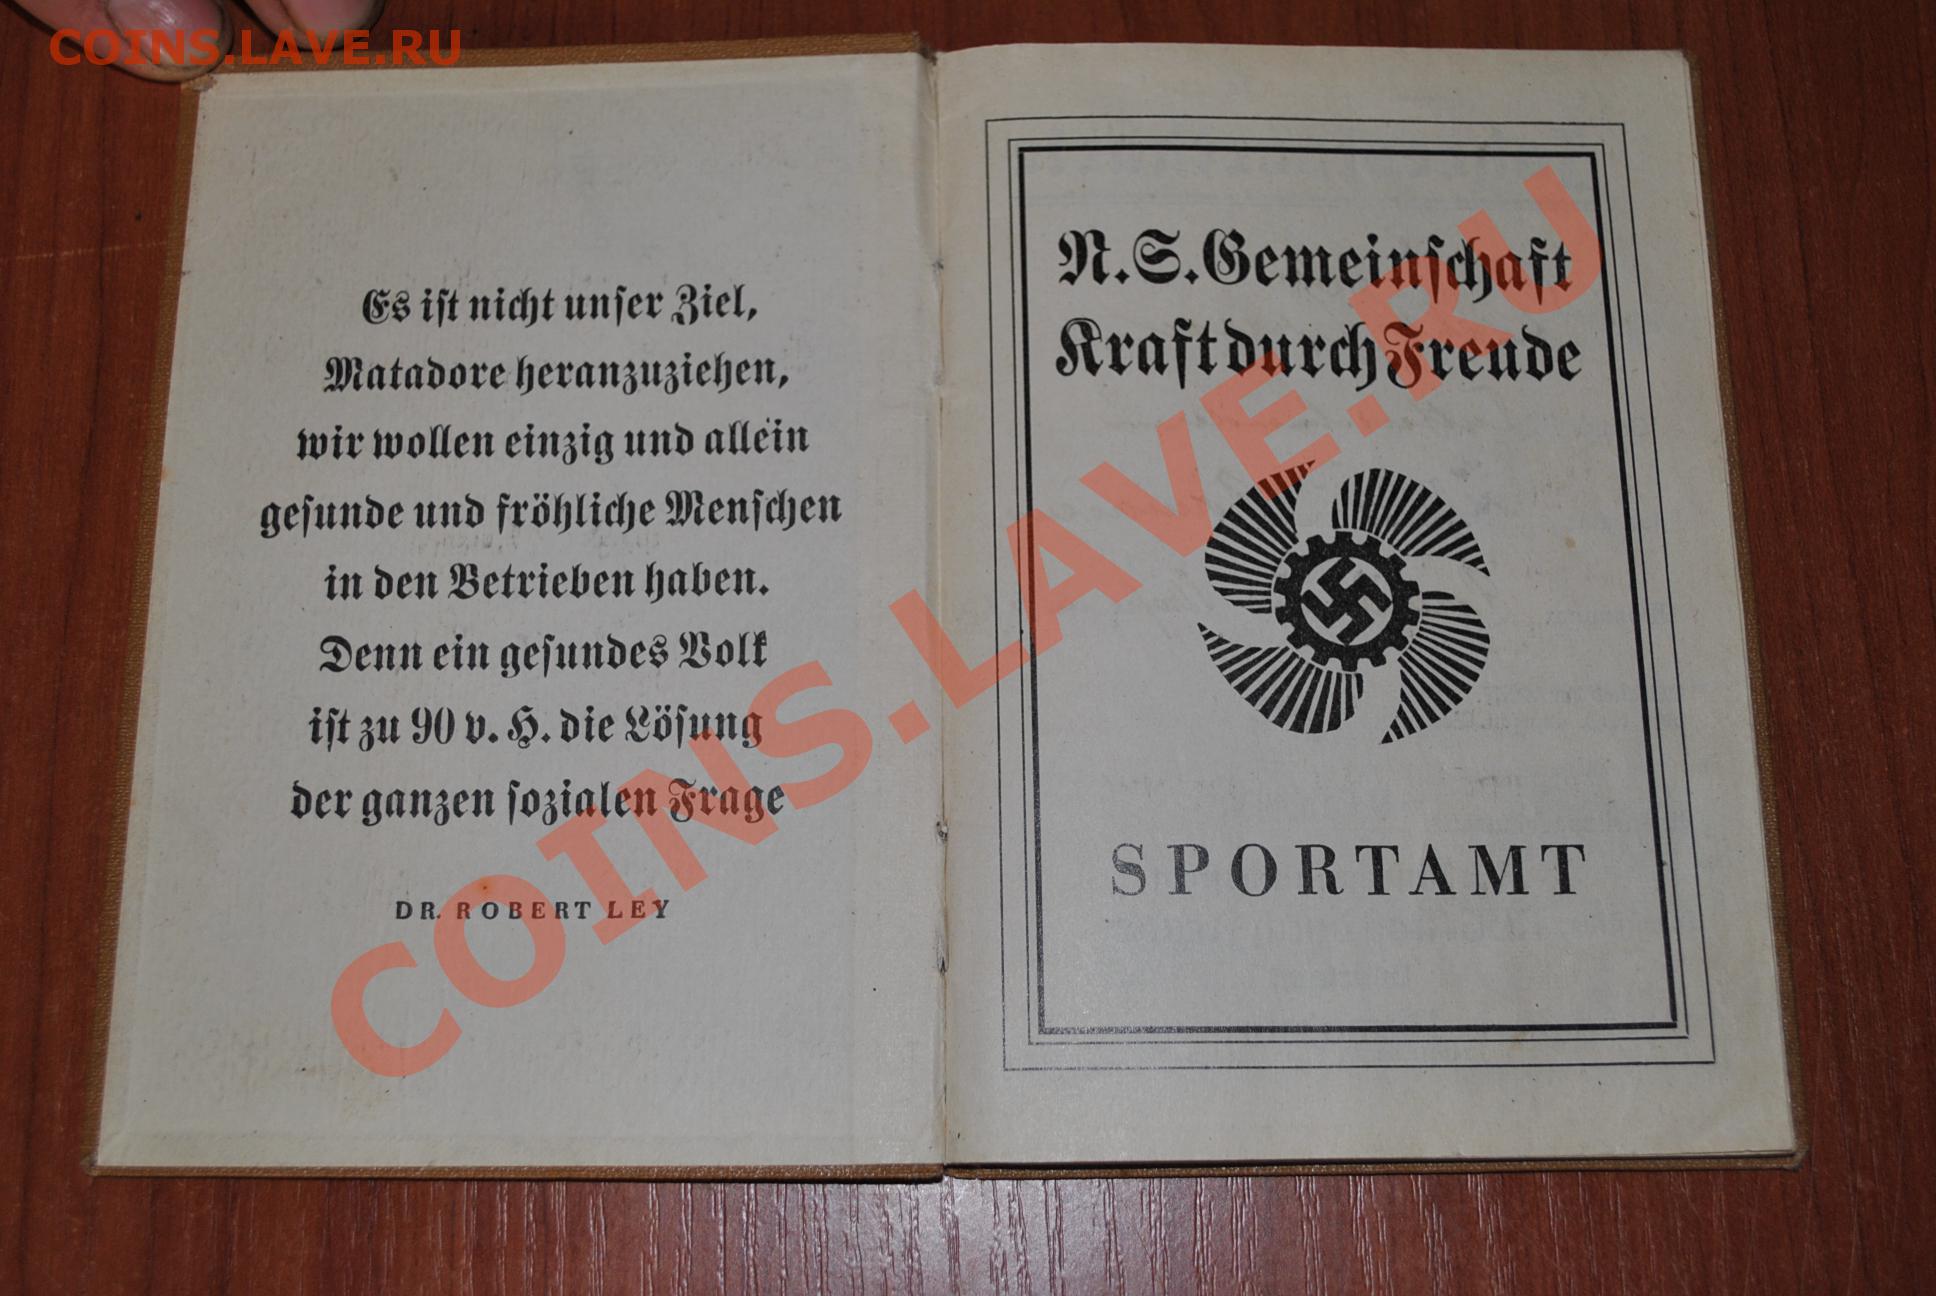 COINS.LAVE.RU
Es ist nicht unser Ziel,
Matadore heranzuziehen,
wir wollen einzig und allein
gesunde und fröhliche Menschen
in den Betrieben haben.
Denn ein gesundes Volk
ist zu 90 v. H. die Lösung
der ganzen sozialen Frage
DR. ROBERT LEY
N.S. Gemeinschaft
Kraft durch Freude
SPORTAMT
COINS.LAVE.RU